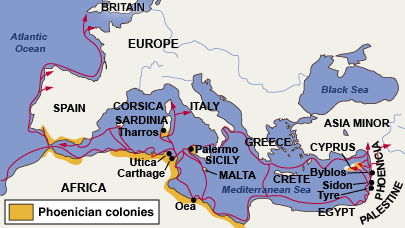 BRITAIN
Atlantic
Ocean
EUROPE
Black Sea
SPAIN
CORSICA
ITALY
SARDINIA
Tharros
ASIA MINOR
GREECE
CYPRUS
PHOENICIA
Palermo
SICILY
Utica
Carthage
MALTA
CRETE
Byblos
Sidon
Tyre
Mediterranean Sea
AFRICA
Oea
EGYPT
PALESTINE
Phoenician colonies